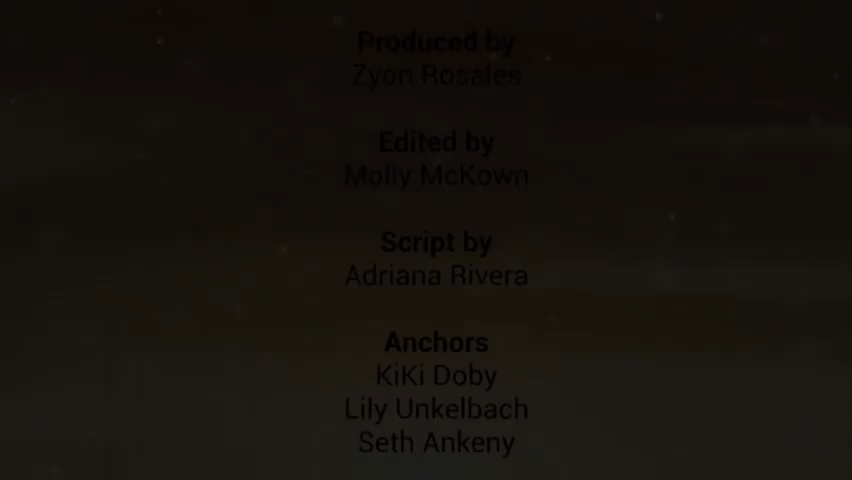 Produced by
Zyon Rosales
Edited by
Molly McKown
Script by
Adriana Rivera
Anchors
KiKi Doby
Lily Unkelbach
Seth Ankeny